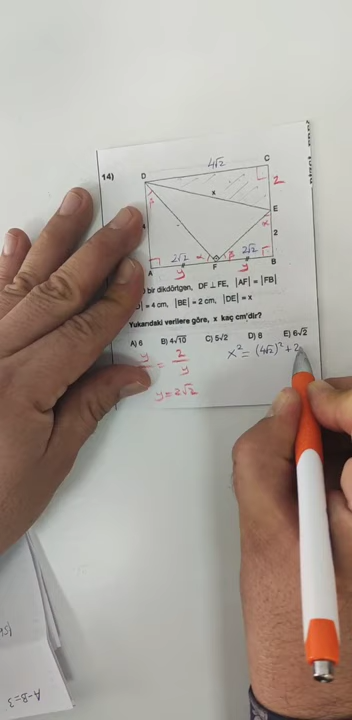 14)
4√2
D
C
x
2
E
α
4
β
2
2√2
α
β
2√2
A
y
F
y
B
bir dikdörtgen, DF ⊥ FE, |AF| = |FB|
= 4 cm, |BE| = 2 cm, |DE| = x
Yukarıdaki verilere göre, x kaç cm'dir?
A) 6 B) 4√10 C) 5√2 D) 8 E) 6√2
y = 2/y
x² = (4√2)² + 2
y = 2√2
A-B=3